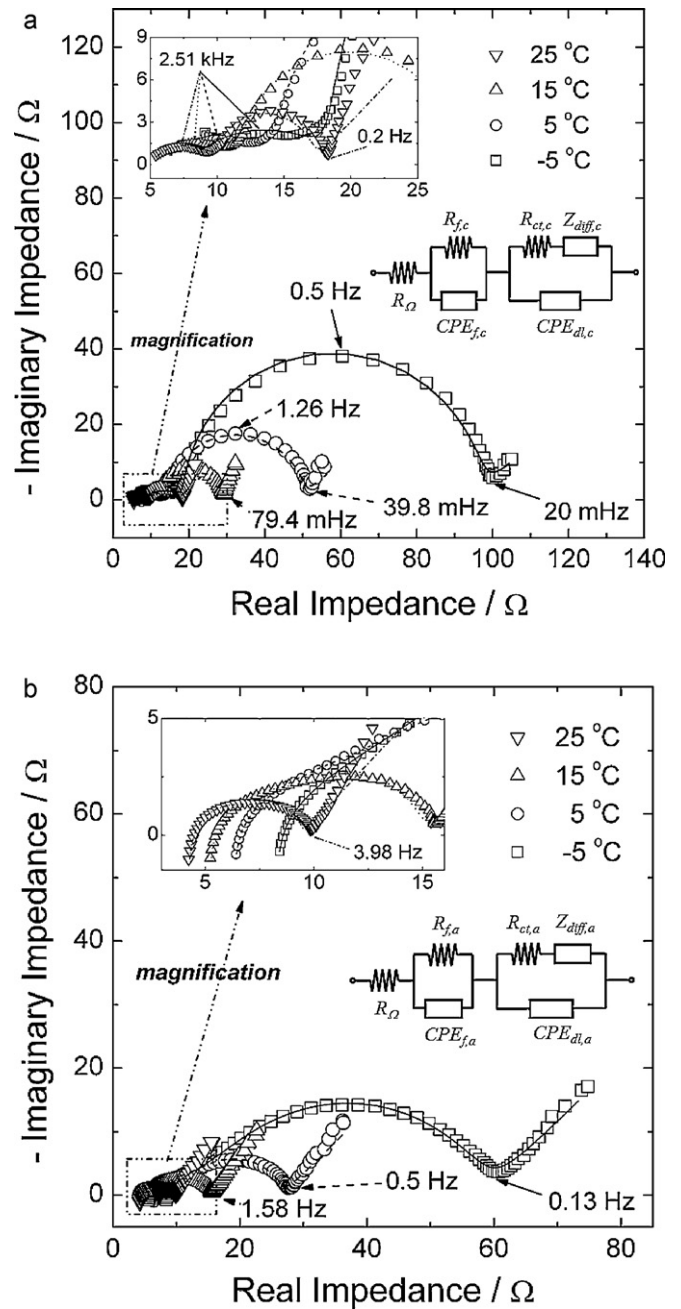 a
- Imaginary Impedance / Ω
120
100
80
60
40
20
0
9
6
3
0
5 10 15 20 25
2.51 kHz
0.2 Hz
25 °C
15 °C
5 °C
-5 °C
R_{f,c}
R_{ct,c} Z_{diff,c}
R_Ω
CPE_{f,c} CPE_{dl,c}
magnification
0.5 Hz
1.26 Hz
39.8 mHz
20 mHz
79.4 mHz
0 20 40 60 80 100 120 140
Real Impedance / Ω
b
- Imaginary Impedance / Ω
80
70
60
50
40
30
20
10
0
5
0
5 10 15
3.98 Hz
25 °C
15 °C
5 °C
-5 °C
R_{f,a}
R_{ct,a} Z_{diff,a}
R_Ω
CPE_{f,a} CPE_{dl,a}
magnification
0.5 Hz
0.13 Hz
1.58 Hz
0 20 40 60 80
Real Impedance / Ω